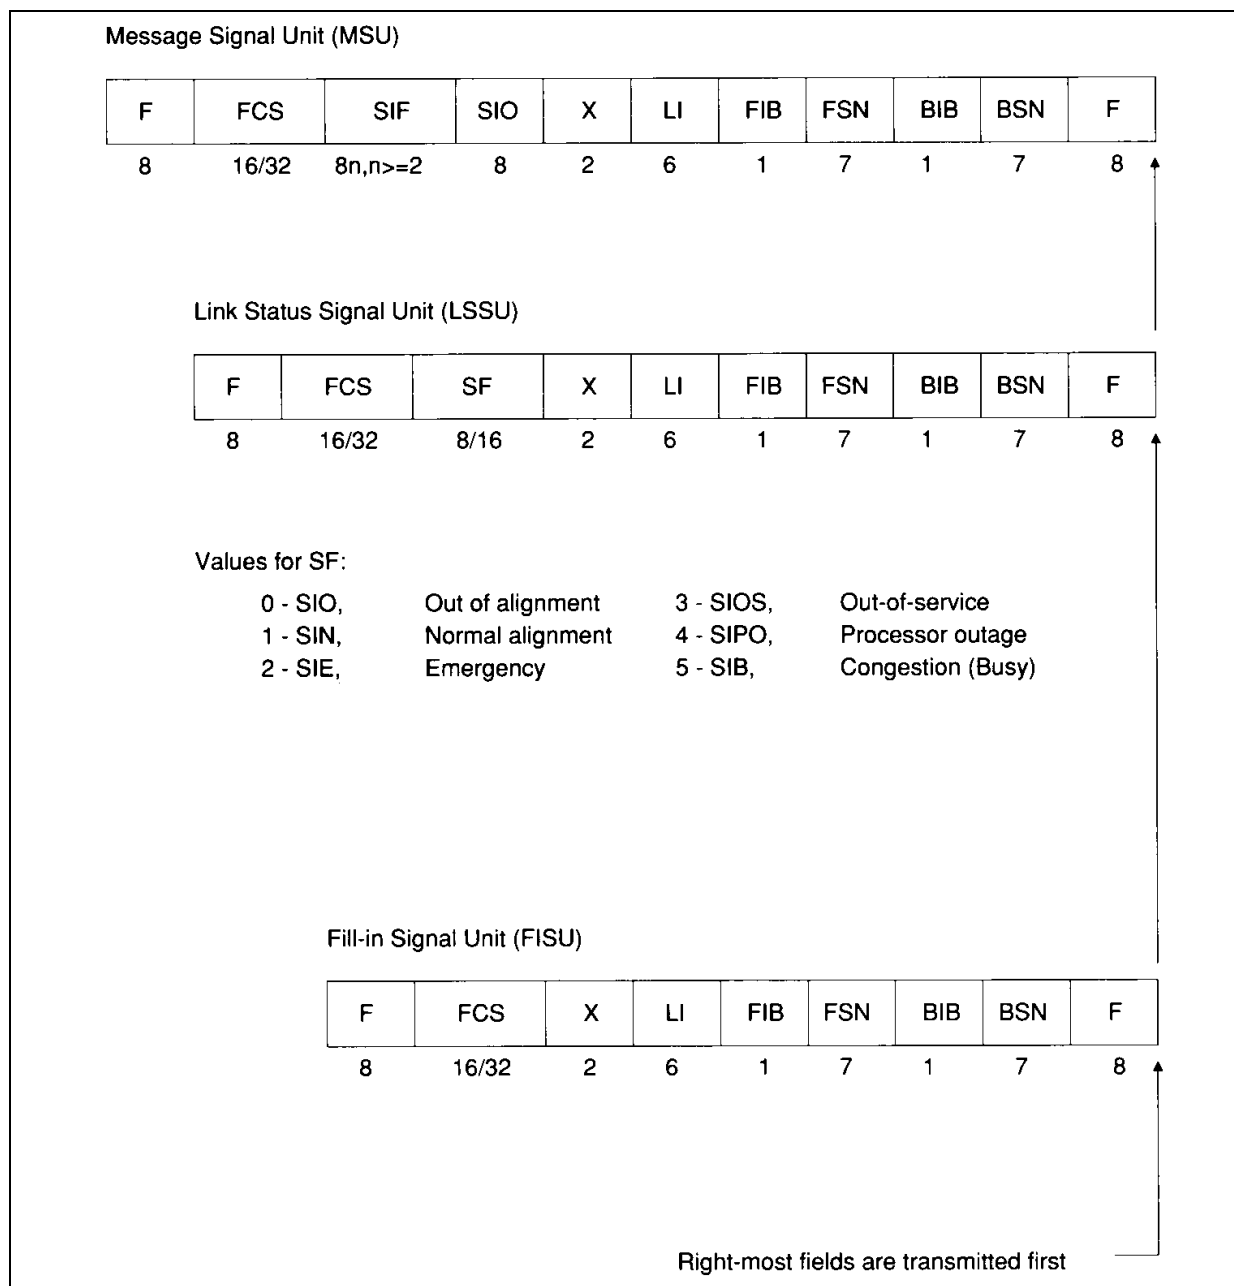 Message Signal Unit (MSU)
F FCS SIF SIO X LI FIB FSN BIB BSN F
8 16/32 8n,n>=2 8 2 6 1 7 1 7 8
Link Status Signal Unit (LSSU)
F FCS SF X LI FIB FSN BIB BSN F
8 16/32 8/16 2 6 1 7 1 7 8
Values for SF:
0 - SIO, Out of alignment 3 - SIOS, Out-of-service
1 - SIN, Normal alignment 4 - SIPO, Processor outage
2 - SIE, Emergency 5 - SIB, Congestion (Busy)
Fill-in Signal Unit (FISU)
F FCS X LI FIB FSN BIB BSN F
8 16/32 2 6 1 7 1 7 8
Right-most fields are transmitted first